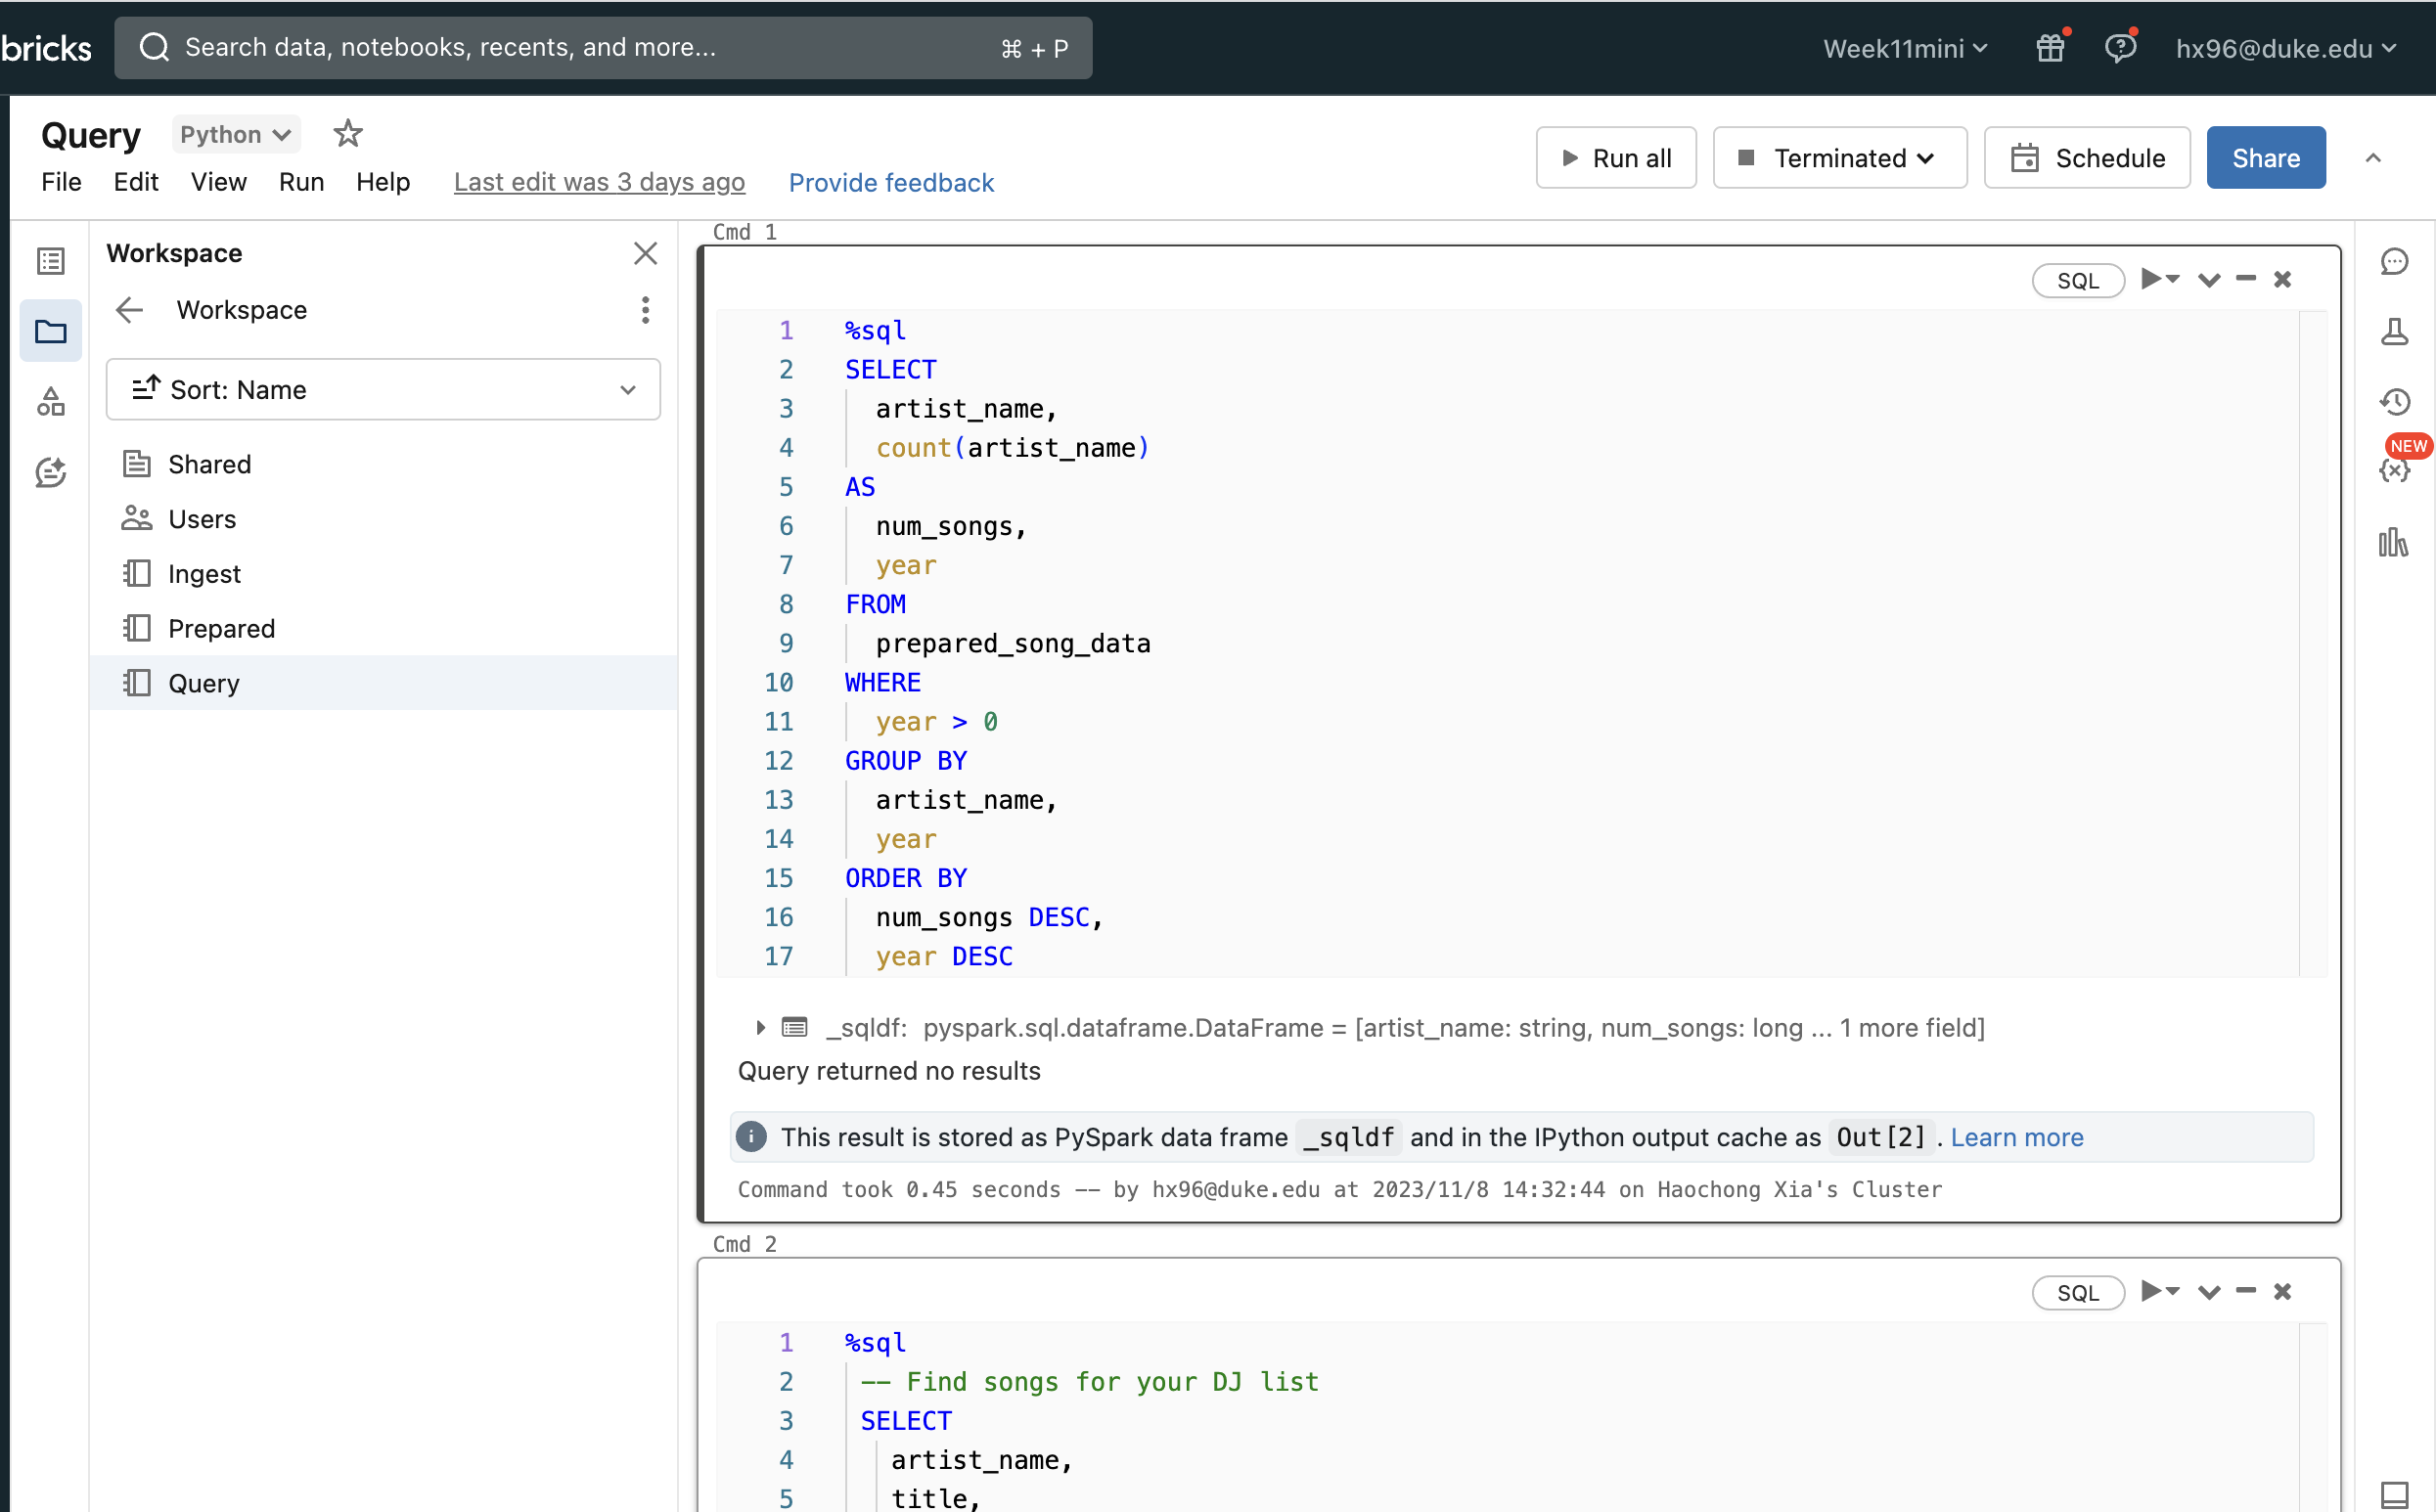 bricks
Search data, notebooks, recents, and more...
⌘ + P
Week11mini
hx96@duke.edu
Query
Python
File Edit View Run Help Last edit was 3 days ago Provide feedback
Run all
Terminated
Schedule
Share
Workspace
Workspace
Sort: Name
Shared
Users
Ingest
Prepared
Query
Cmd 1
SQL
1 %sql
2 SELECT
3 artist_name,
4 count(artist_name)
5 AS
6 num_songs,
7 year
8 FROM
9 prepared_song_data
10 WHERE
11 year > 0
12 GROUP BY
13 artist_name,
14 year
15 ORDER BY
16 num_songs DESC,
17 year DESC
_sqldf: pyspark.sql.dataframe.DataFrame = [artist_name: string, num_songs: long ... 1 more field]
Query returned no results
This result is stored as PySpark data frame _sqldf and in the IPython output cache as Out[2] . Learn more
Command took 0.45 seconds -- by hx96@duke.edu at 2023/11/8 14:32:44 on Haochong Xia's Cluster
Cmd 2
SQL
1 %sql
2 -- Find songs for your DJ list
3 SELECT
4 artist_name,
5 title,
NEW